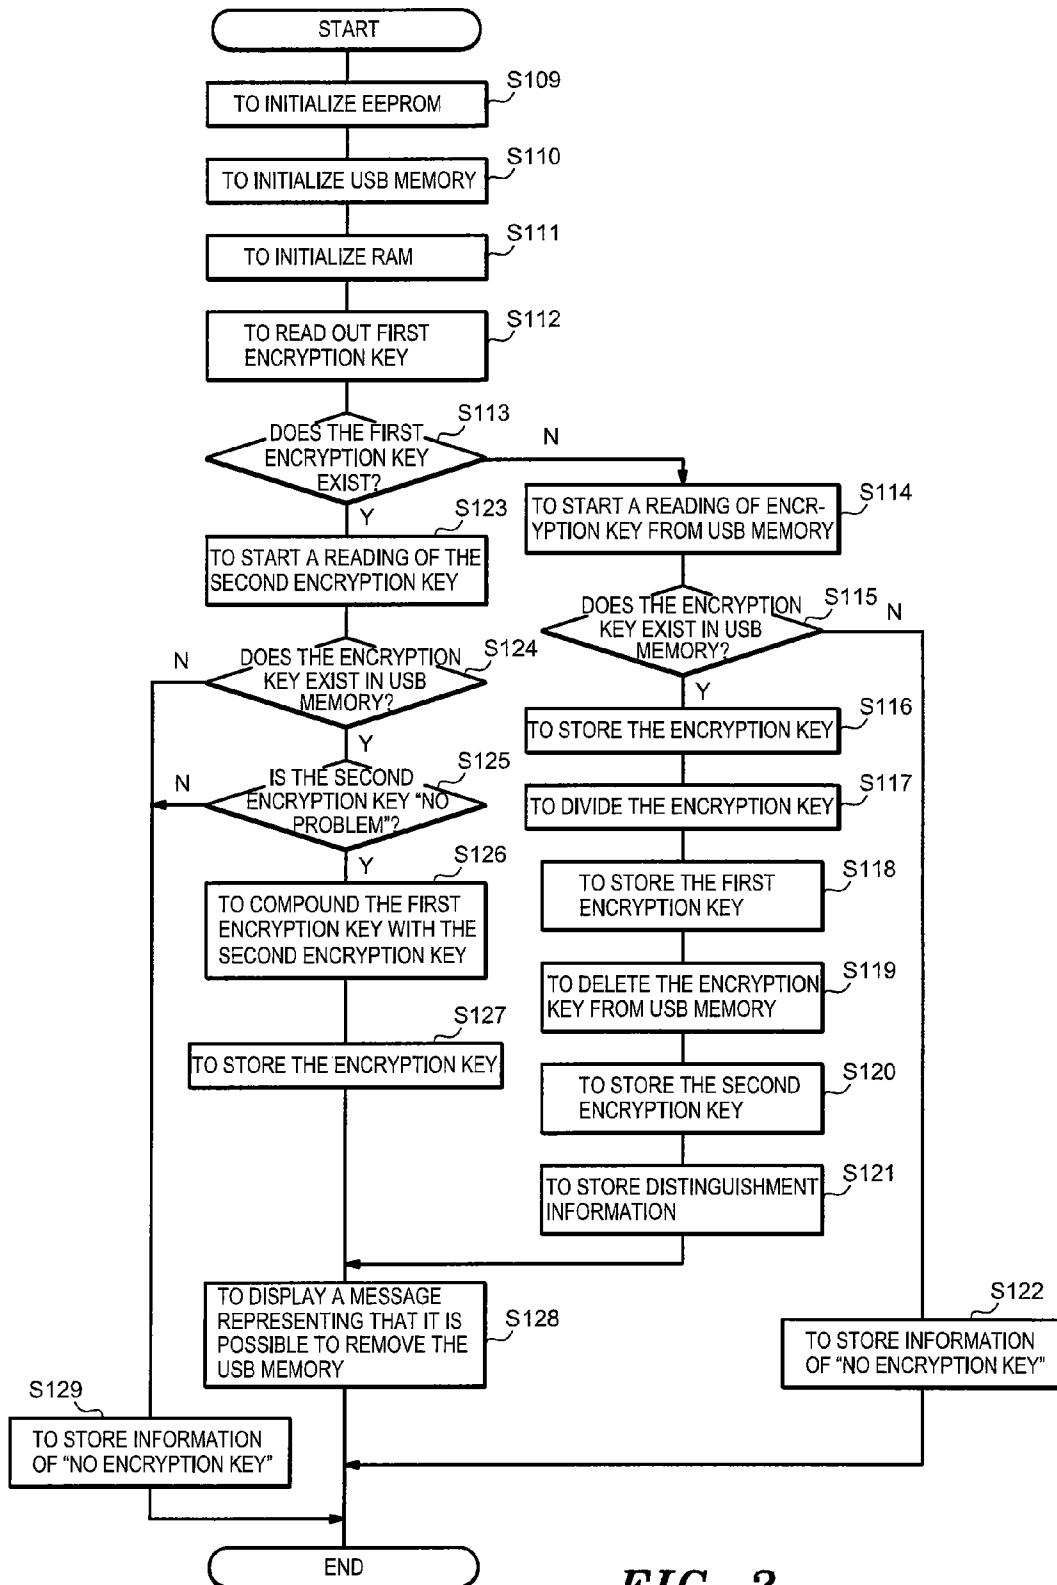 START
S109
TO INITIALIZE EEPROM
S110
TO INITIALIZE USB MEMORY
S111
TO INITIALIZE RAM
S112
TO READ OUT FIRST
ENCRYPTION KEY
S113
DOES THE FIRST
ENCRYPTION KEY
EXIST?
N
Y
S114
TO START A READING OF ENCR-
YPTION KEY FROM USB MEMORY
S123
TO START A READING OF THE
SECOND ENCRYPTION KEY
S115
DOES THE ENCRYPTION
KEY EXIST IN USB
MEMORY?
N
Y
S124
DOES THE ENCRYPTION
KEY EXIST IN USB
MEMORY?
N
Y
S116
TO STORE THE ENCRYPTION KEY
S125
IS THE SECOND
ENCRYPTION KEY "NO
PROBLEM"?
N
Y
S117
TO DIVIDE THE ENCRYPTION KEY
S126
TO COMPOUND THE FIRST
ENCRYPTION KEY WITH THE
SECOND ENCRYPTION KEY
S118
TO STORE THE FIRST
ENCRYPTION KEY
S119
TO DELETE THE ENCRYPTION
KEY FROM USB MEMORY
S127
TO STORE THE ENCRYPTION KEY
S120
TO STORE THE SECOND
ENCRYPTION KEY
S121
TO STORE DISTINGUISHMENT
INFORMATION
S128
TO DISPLAY A MESSAGE
REPRESENTING THAT IT IS
POSSIBLE TO REMOVE THE
USB MEMORY
S122
TO STORE INFORMATION
OF "NO ENCRYPTION KEY"
S129
TO STORE INFORMATION
OF "NO ENCRYPTION KEY"
END